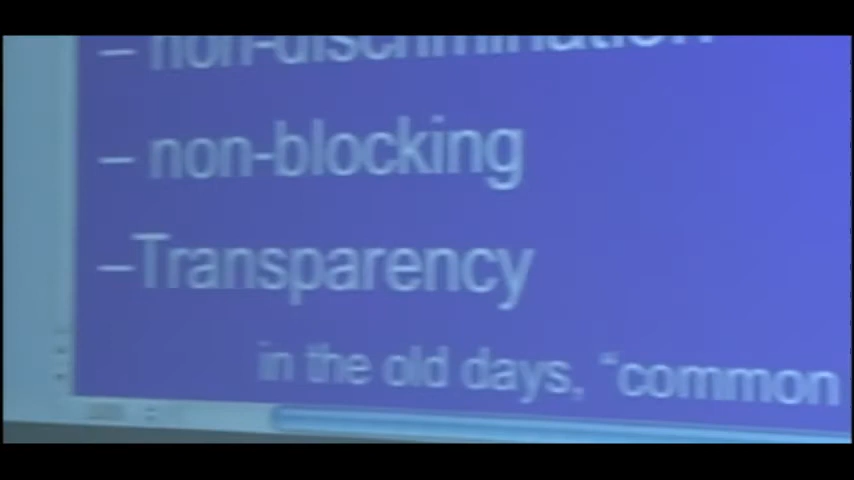 – non-discrimination
– non-blocking
–Transparency
in the old days, “common